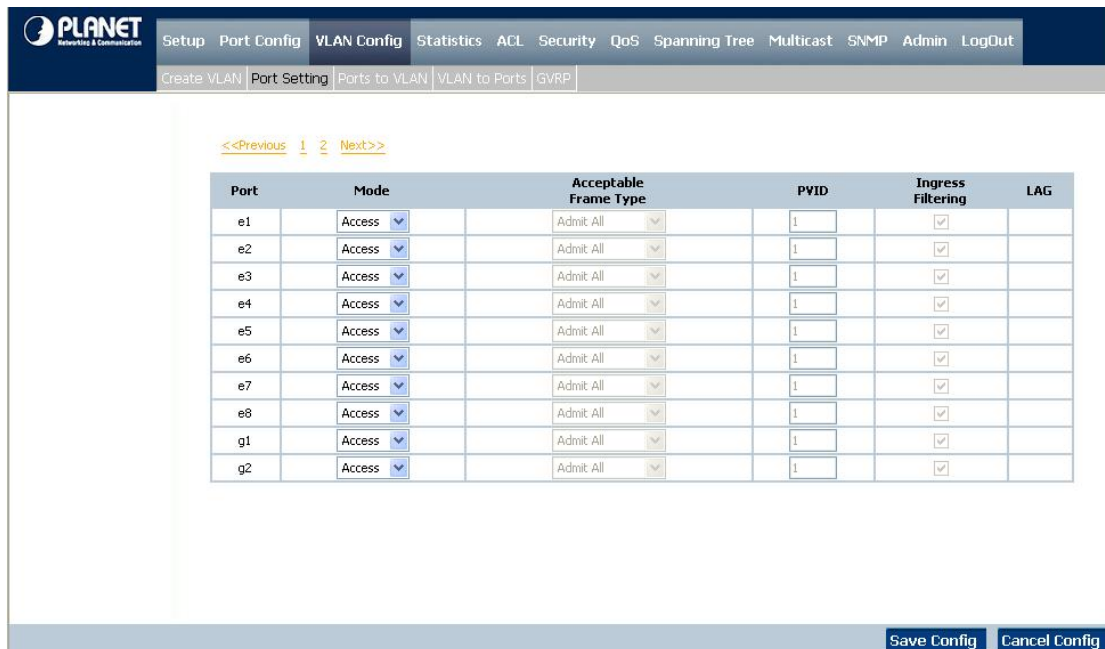 PLANET
Networking & Communication
Setup Port Config VLAN Config Statistics ACL Security QoS Spanning Tree Multicast SNMP Admin LogOut
Create VLAN Port Setting Ports to VLAN VLAN to Ports GVRP
<<Previous 1 2 Next>>
Port Mode Acceptable Frame Type PVID Ingress Filtering LAG
e1 Access Admit All 1
e2 Access Admit All 1
e3 Access Admit All 1
e4 Access Admit All 1
e5 Access Admit All 1
e6 Access Admit All 1
e7 Access Admit All 1
e8 Access Admit All 1
g1 Access Admit All 1
g2 Access Admit All 1
Save Config Cancel Config